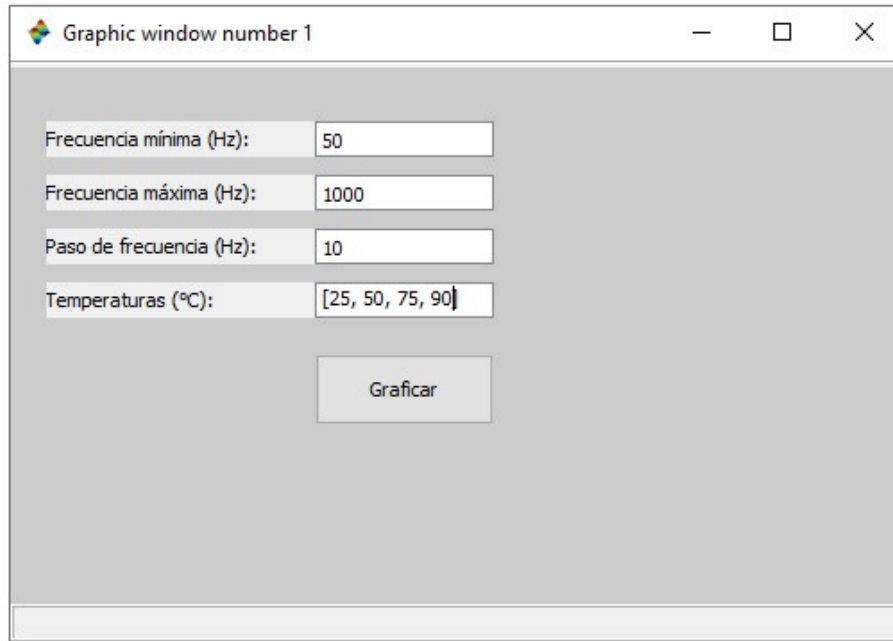 Graphic window number 1
Frecuencia mínima (Hz): 50
Frecuencia máxima (Hz): 1000
Paso de frecuencia (Hz): 10
Temperaturas (°C): [25, 50, 75, 90]
Graficar